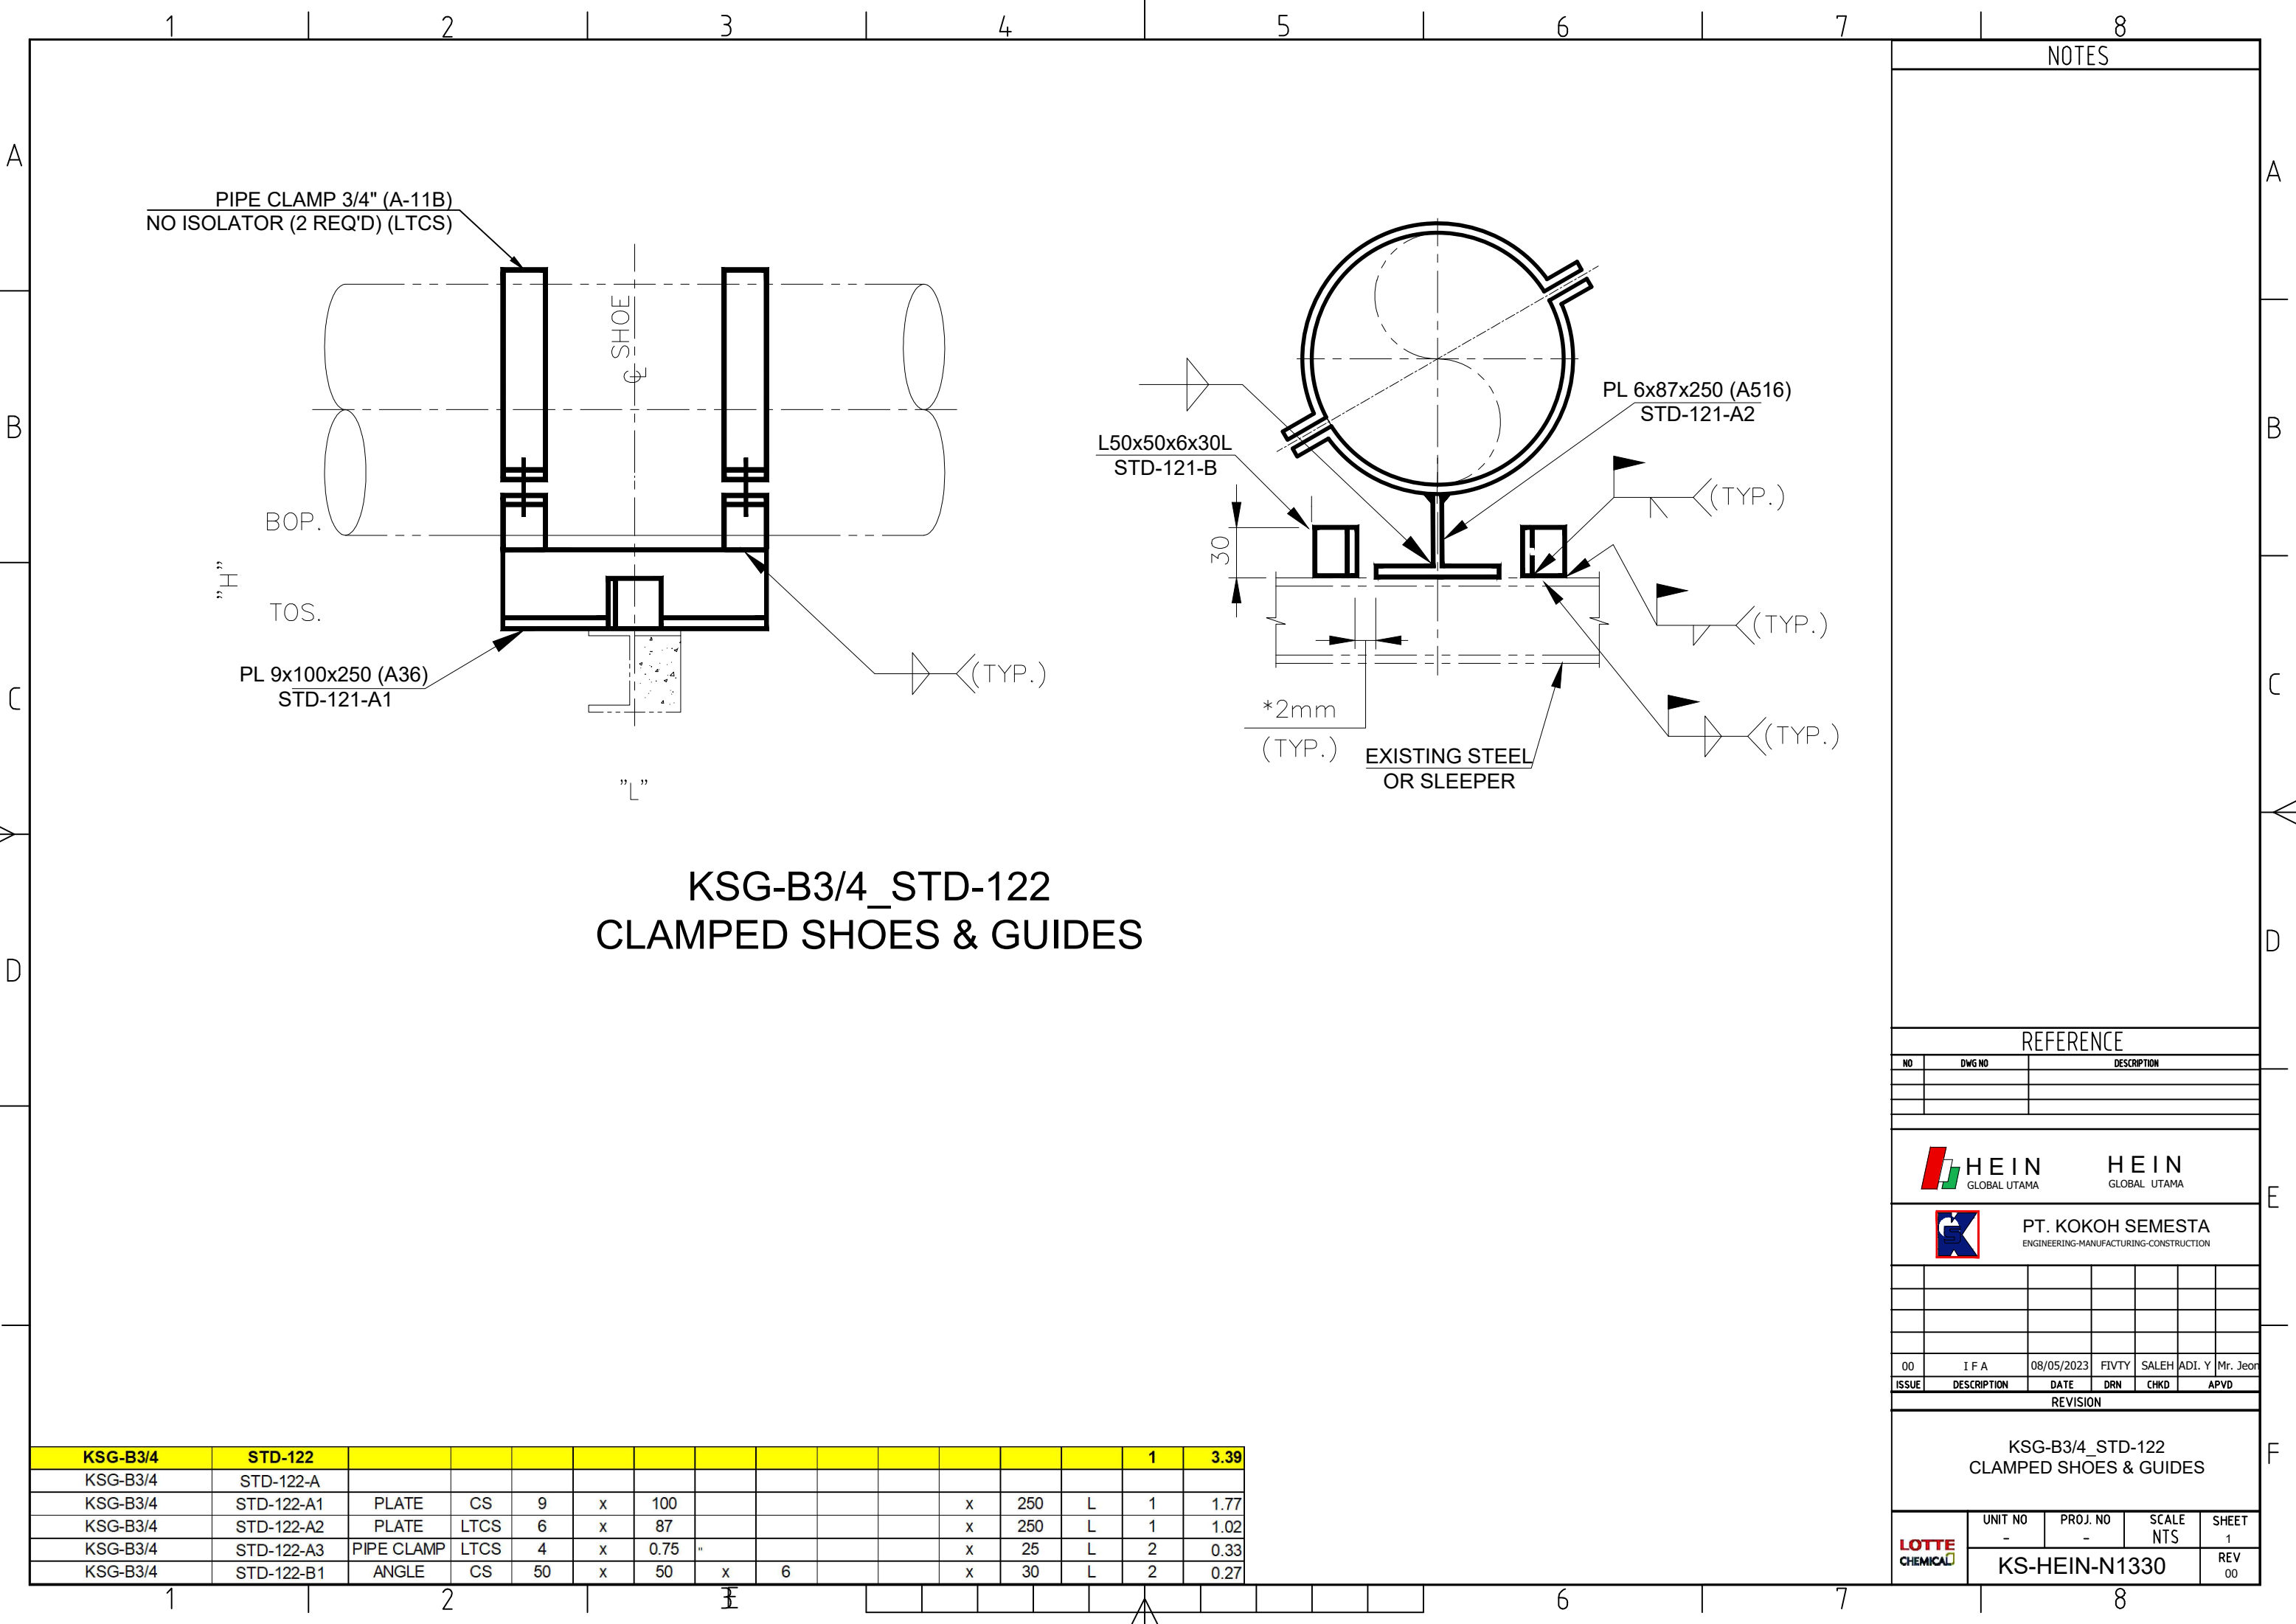 1 2 3 4 5 6 7 8
NOTES
A A
PIPE CLAMP 3/4" (A-11B)
NO ISOLATOR (2 REQ'D) (LTCS)
℄ SHOE
BOP.
"H"
TOS.
PL 9x100x250 (A36)
STD-121-A1
(TYP.)
"L"
PL 6x87x250 (A516)
STD-121-A2
L50x50x6x30L
STD-121-B
30
(TYP.)
(TYP.)
(TYP.)
*2mm
(TYP.)
EXISTING STEEL
OR SLEEPER
B B
C C
KSG-B3/4_STD-122
CLAMPED SHOES & GUIDES
D D
REFERENCE
NO DWG NO DESCRIPTION
HEIN HEIN
GLOBAL UTAMA GLOBAL UTAMA
E
PT. KOKOH SEMESTA
ENGINEERING-MANUFACTURING-CONSTRUCTION
00 I F A 08/05/2023 FIVTY SALEH ADI. Y Mr. Jeon
ISSUE DESCRIPTION DATE DRN CHKD APVD
REVISION
KSG-B3/4_STD-122
CLAMPED SHOES & GUIDES
F
UNIT NO PROJ. NO SCALE SHEET
- - NTS 1
LOTTE
CHEMICAL
KS-HEIN-N1330
REV
00
KSG-B3/4 STD-122 1 3.39
KSG-B3/4 STD-122-A
KSG-B3/4 STD-122-A1 PLATE CS 9 x 100 x 250 L 1 1.77
KSG-B3/4 STD-122-A2 PLATE LTCS 6 x 87 x 250 L 1 1.02
KSG-B3/4 STD-122-A3 PIPE CLAMP LTCS 4 x 0.75 " x 25 L 2 0.33
KSG-B3/4 STD-122-B1 ANGLE CS 50 x 50 x 6 x 30 L 2 0.27
1 2 3 E 6 7 8